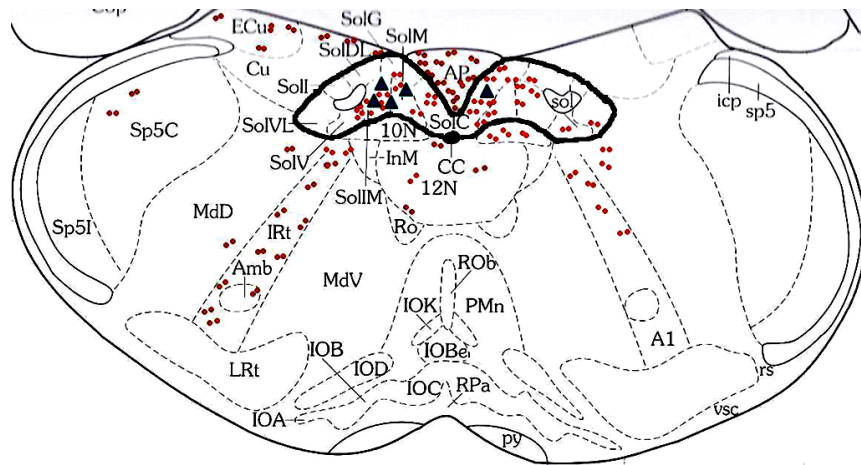 ECu
SolG
SolM
SolDI
Cu
AP
SolI
sol
icp
sp5
Sp5C
SolVL
10N
SolC
SolV
InM
CC
SolIM
12N
MdD
Sp5I
IRt
Ro
Amb
MdV
ROb
IOK
PMn
A1
IOB
IOBe
LRt
IOD
IOC
RPa
rs
vsc
IOA
py